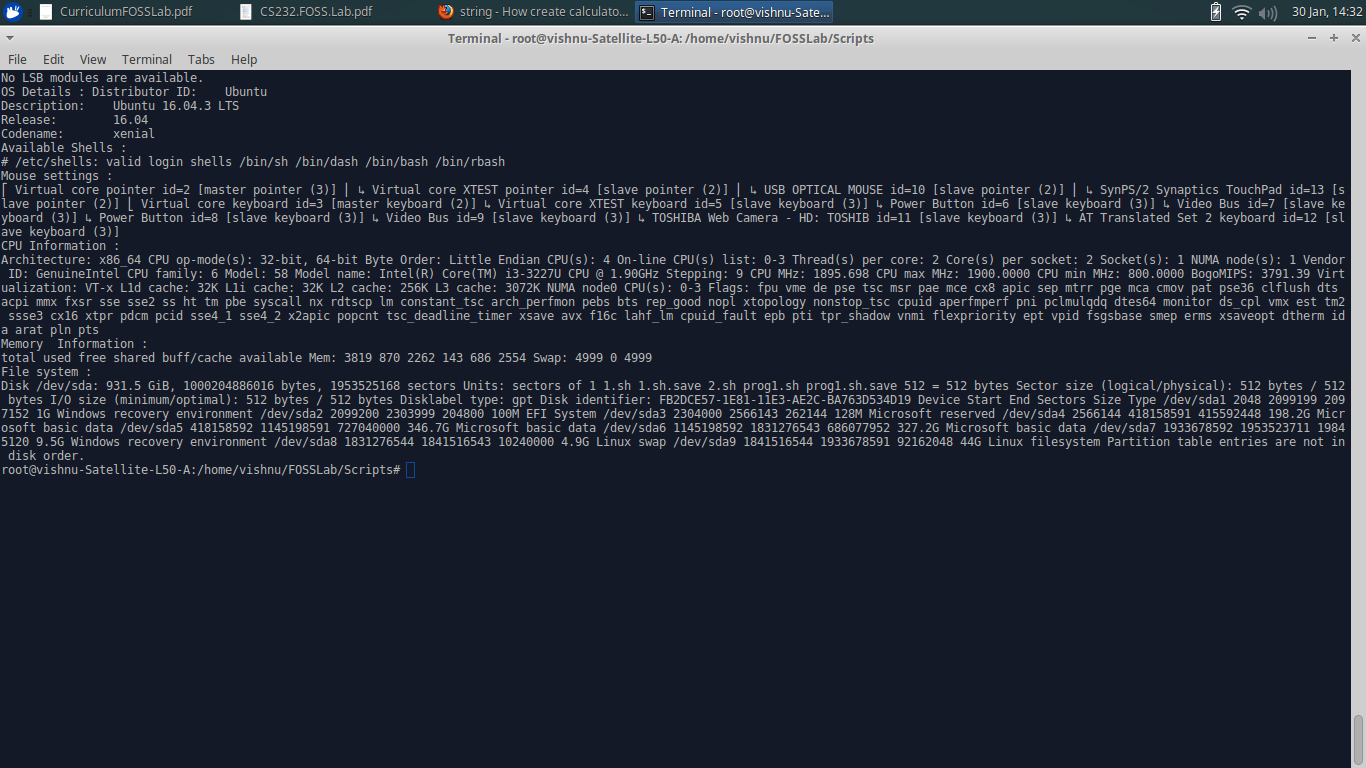 CurriculumFOSSLab.pdf CS232.FOSS.Lab.pdf string - How create calculato... Terminal - root@vishnu-Sate... 30 Jan, 14:32
Terminal - root@vishnu-Satellite-L50-A: /home/vishnu/FOSSLab/Scripts
File Edit View Terminal Tabs Help
No LSB modules are available.
OS Details : Distributor ID:    Ubuntu
Description:    Ubuntu 16.04.3 LTS
Release:        16.04
Codename:       xenial
Available Shells :
# /etc/shells: valid login shells /bin/sh /bin/dash /bin/bash /bin/rbash
Mouse settings :
⎡ Virtual core pointer id=2 [master pointer (3)] ⎜ ↳ Virtual core XTEST pointer id=4 [slave pointer (2)] ⎜ ↳ USB OPTICAL MOUSE id=10 [slave pointer (2)] ⎜ ↳ SynPS/2 Synaptics TouchPad id=13 [s
lave pointer (2)] ⎣ Virtual core keyboard id=3 [master keyboard (2)] ↳ Virtual core XTEST keyboard id=5 [slave keyboard (3)] ↳ Power Button id=6 [slave keyboard (3)] ↳ Video Bus id=7 [slave ke
yboard (3)] ↳ Power Button id=8 [slave keyboard (3)] ↳ Video Bus id=9 [slave keyboard (3)] ↳ TOSHIBA Web Camera - HD: TOSHIB id=11 [slave keyboard (3)] ↳ AT Translated Set 2 keyboard id=12 [sl
ave keyboard (3)]
CPU Information :
Architecture: x86_64 CPU op-mode(s): 32-bit, 64-bit Byte Order: Little Endian CPU(s): 4 On-line CPU(s) list: 0-3 Thread(s) per core: 2 Core(s) per socket: 2 Socket(s): 1 NUMA node(s): 1 Vendor
 ID: GenuineIntel CPU family: 6 Model: 58 Model name: Intel(R) Core(TM) i3-3227U CPU @ 1.90GHz Stepping: 9 CPU MHz: 1895.698 CPU max MHz: 1900.0000 CPU min MHz: 800.0000 BogoMIPS: 3791.39 Virt
ualization: VT-x L1d cache: 32K L1i cache: 32K L2 cache: 256K L3 cache: 3072K NUMA node0 CPU(s): 0-3 Flags: fpu vme de pse tsc msr pae mce cx8 apic sep mtrr pge mca cmov pat pse36 clflush dts 
acpi mmx fxsr sse sse2 ss ht tm pbe syscall nx rdtscp lm constant_tsc arch_perfmon pebs bts rep_good nopl xtopology nonstop_tsc cpuid aperfmperf pni pclmulqdq dtes64 monitor ds_cpl vmx est tm2
 ssse3 cx16 xtpr pdcm pcid sse4_1 sse4_2 x2apic popcnt tsc_deadline_timer xsave avx f16c lahf_lm cpuid_fault epb pti tpr_shadow vnmi flexpriority ept vpid fsgsbase smep erms xsaveopt dtherm id
a arat pln pts
Memory  Information :
total used free shared buff/cache available Mem: 3819 870 2262 143 686 2554 Swap: 4999 0 4999
File system :
Disk /dev/sda: 931.5 GiB, 1000204886016 bytes, 1953525168 sectors Units: sectors of 1 1.sh 1.sh.save 2.sh prog1.sh prog1.sh.save 512 = 512 bytes Sector size (logical/physical): 512 bytes / 512
 bytes I/O size (minimum/optimal): 512 bytes / 512 bytes Disklabel type: gpt Disk identifier: FB2DCE57-1E81-11E3-AE2C-BA763D534D19 Device Start End Sectors Size Type /dev/sda1 2048 2099199 209
7152 1G Windows recovery environment /dev/sda2 2099200 2303999 204800 100M EFI System /dev/sda3 2304000 2566143 262144 128M Microsoft reserved /dev/sda4 2566144 418158591 415592448 198.2G Micr
osoft basic data /dev/sda5 418158592 1145198591 727040000 346.7G Microsoft basic data /dev/sda6 1145198592 1831276543 686077952 327.2G Microsoft basic data /dev/sda7 1933678592 1953523711 1984
5120 9.5G Windows recovery environment /dev/sda8 1831276544 1841516543 10240000 4.9G Linux swap /dev/sda9 1841516544 1933678591 92162048 44G Linux filesystem Partition table entries are not in
 disk order.
root@vishnu-Satellite-L50-A:/home/vishnu/FOSSLab/Scripts#